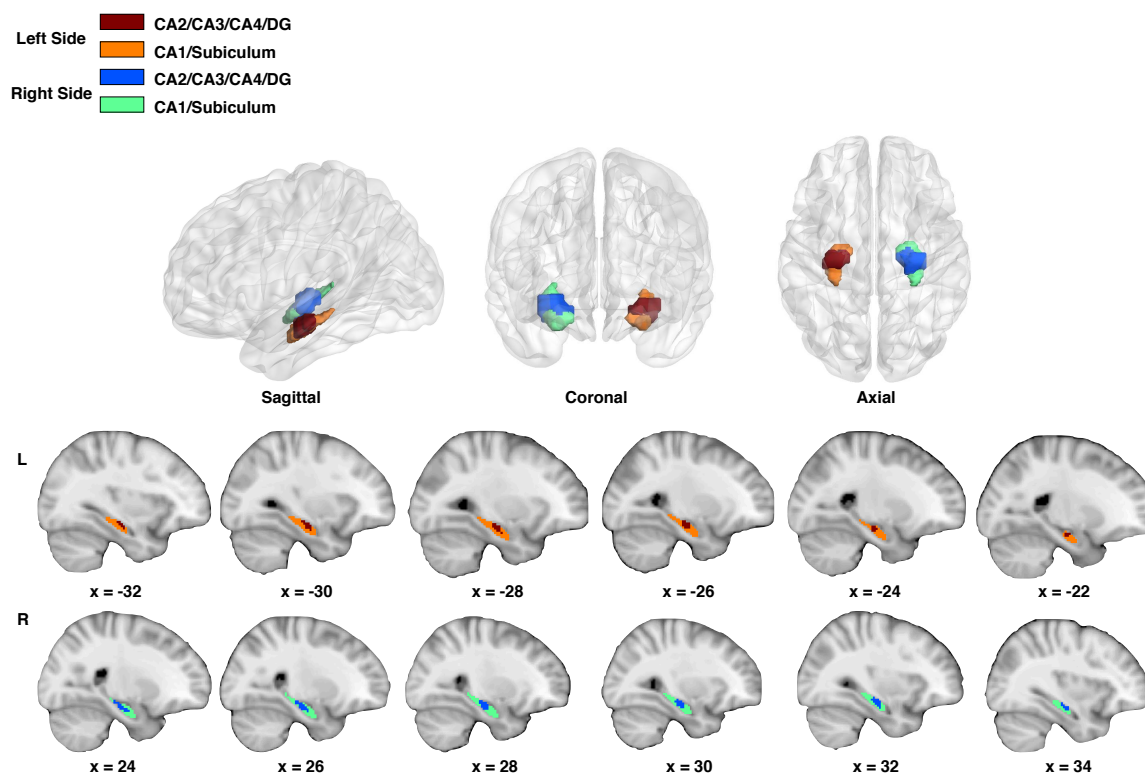 Left Side
CA2/CA3/CA4/DG
CA1/Subiculum
Right Side
CA2/CA3/CA4/DG
CA1/Subiculum
Sagittal Coronal Axial
L
x = -32 x = -30 x = -28 x = -26 x = -24 x = -22
R
x = 24 x = 26 x = 28 x = 30 x = 32 x = 34